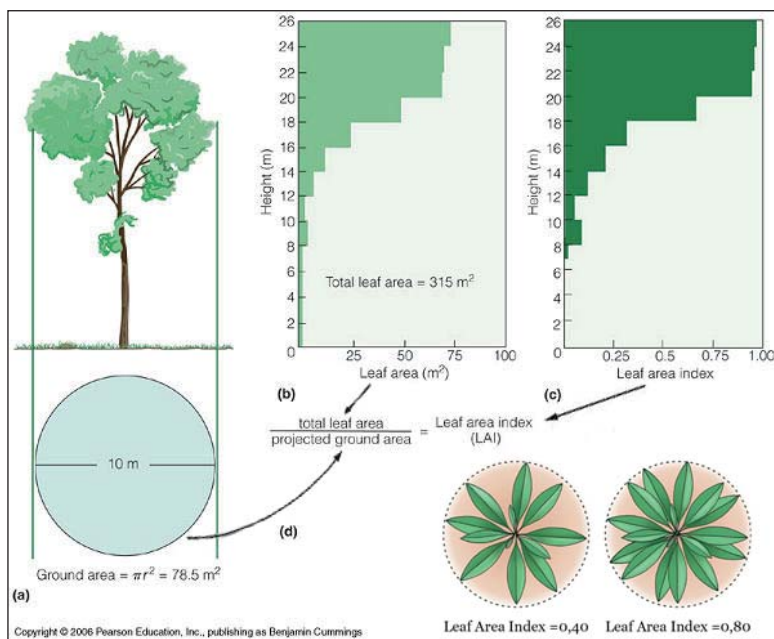 26
24
22
20
18
16
14
12
10
8
6
4
2
0
Height (m)
Total leaf area = 315 m²
25
50
75
100
Leaf area (m²)
(b)
26
24
22
20
18
16
14
12
10
8
7
6
4
2
0
Height (m)
0.25
0.50
0.75
1.00
Leaf area index
(c)
total leaf area
projected ground area
=
Leaf area index
(LAI)
10 m
(d)
Ground area = πr² = 78.5 m²
(a)
Leaf Area Index =0,40
Leaf Area Index =0,80
Copyright © 2006 Pearson Education, Inc., publishing as Benjamin Cummings